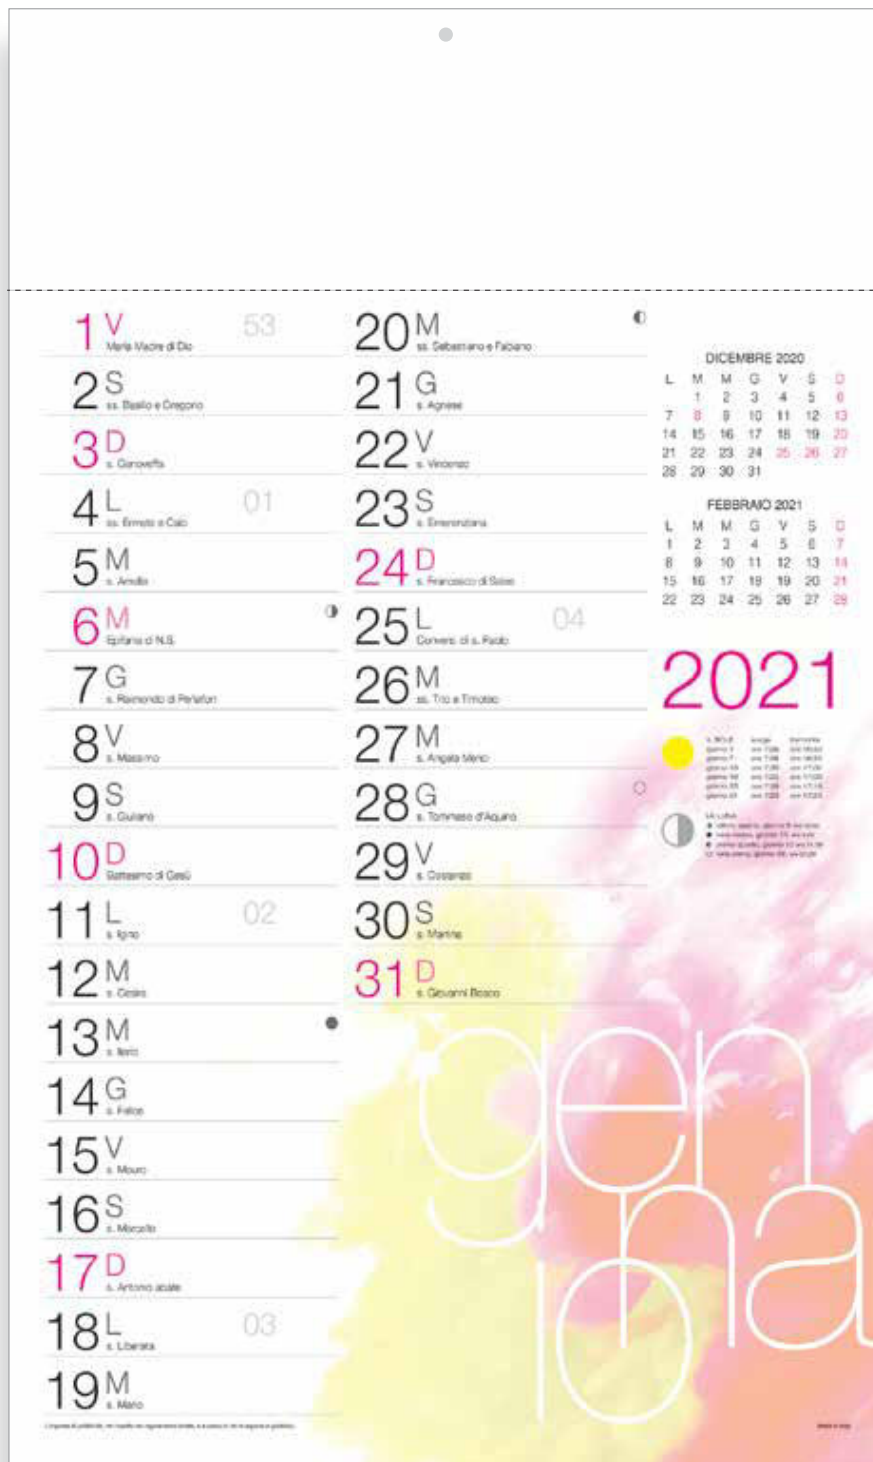 1 V 53
Maria Madre di Dio
2 S
ss. Basilio e Gregorio
3 D
s. Genoveffa
4 L 01
ss. Ermete e Caio
5 M
s. Amelia
6 M
Epifania di N.S.
7 G
s. Raimondo di Peñafort
8 V
s. Massimo
9 S
s. Giuliano
10 D
Battesimo di Gesù
11 L 02
s. Igino
12 M
s. Cesira
13 M
s. Ilario
14 G
s. Felice
15 V
s. Mauro
16 S
s. Marcello
17 D
s. Antonio abate
18 L 03
s. Liberata
19 M
s. Mario
20 M
ss. Sebastiano e Fabiano
21 G
s. Agnese
22 V
s. Vincenzo
23 S
s. Emerenziana
24 D
s. Francesco di Sales
25 L 04
Convers. di s. Paolo
26 M
ss. Tito e Timoteo
27 M
s. Angela Merici
28 G
s. Tommaso d'Aquino
29 V
s. Costanzo
30 S
s. Martina
31 D
s. Giovanni Bosco
DICEMBRE 2020
L M M G V S D
1 2 3 4 5 6
7 8 9 10 11 12 13
14 15 16 17 18 19 20
21 22 23 24 25 26 27
28 29 30 31
FEBBRAIO 2021
L M M G V S D
1 2 3 4 5 6 7
8 9 10 11 12 13 14
15 16 17 18 19 20 21
22 23 24 25 26 27 28
2021
IL SOLE sorge tramonta
LA LUNA
gen
na
io